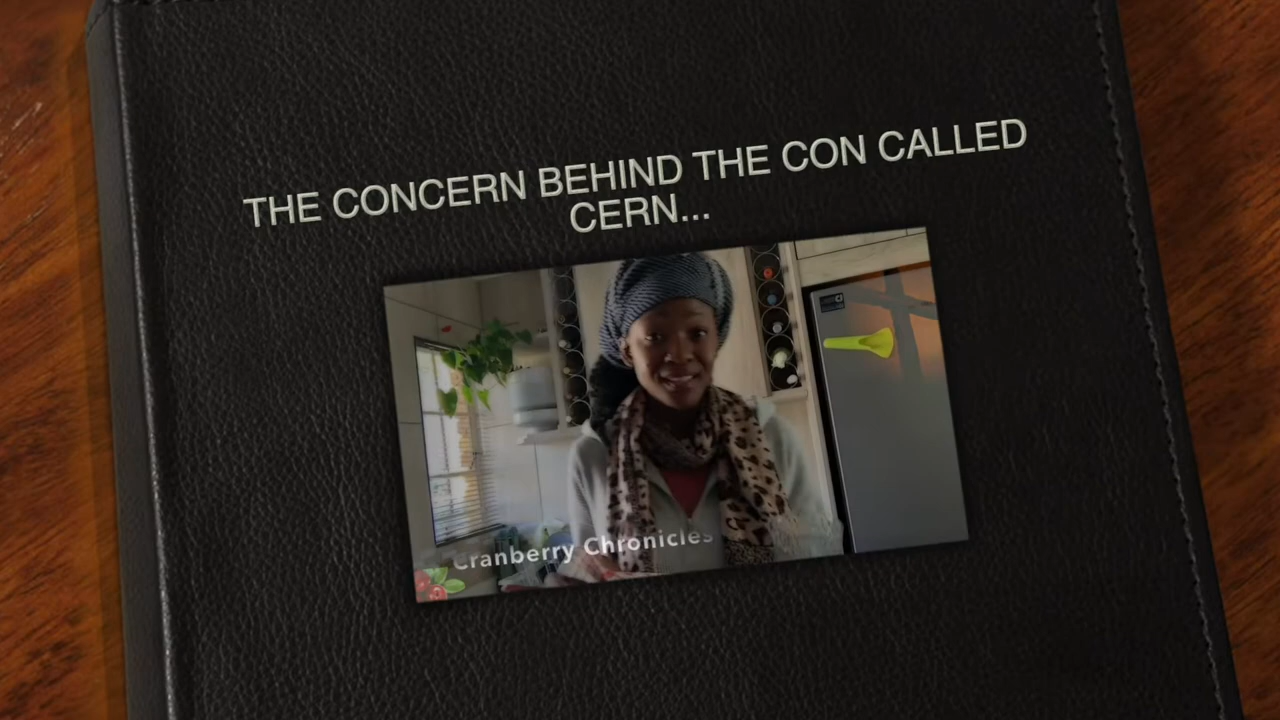 THE CONCERN BEHIND THE CON CALLED
CERN...
Cranberry Chronicles